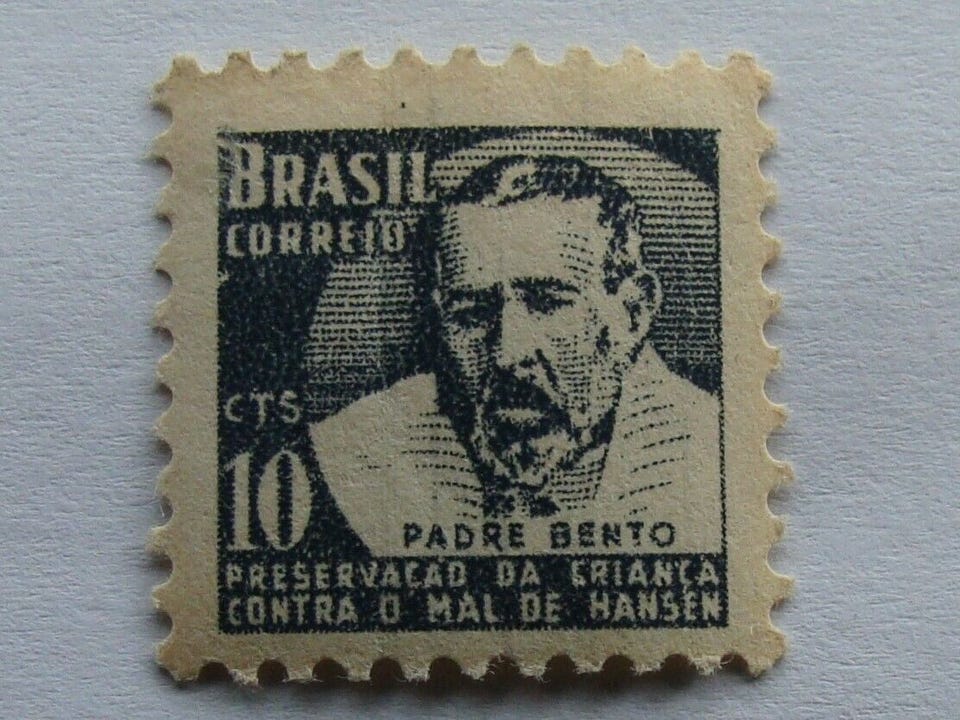 BRASIL
CORREIO
CTS
10
PADRE BENTO
PRESERVAÇÃO DA CRIANÇA
CONTRA O MAL DE HANSEN